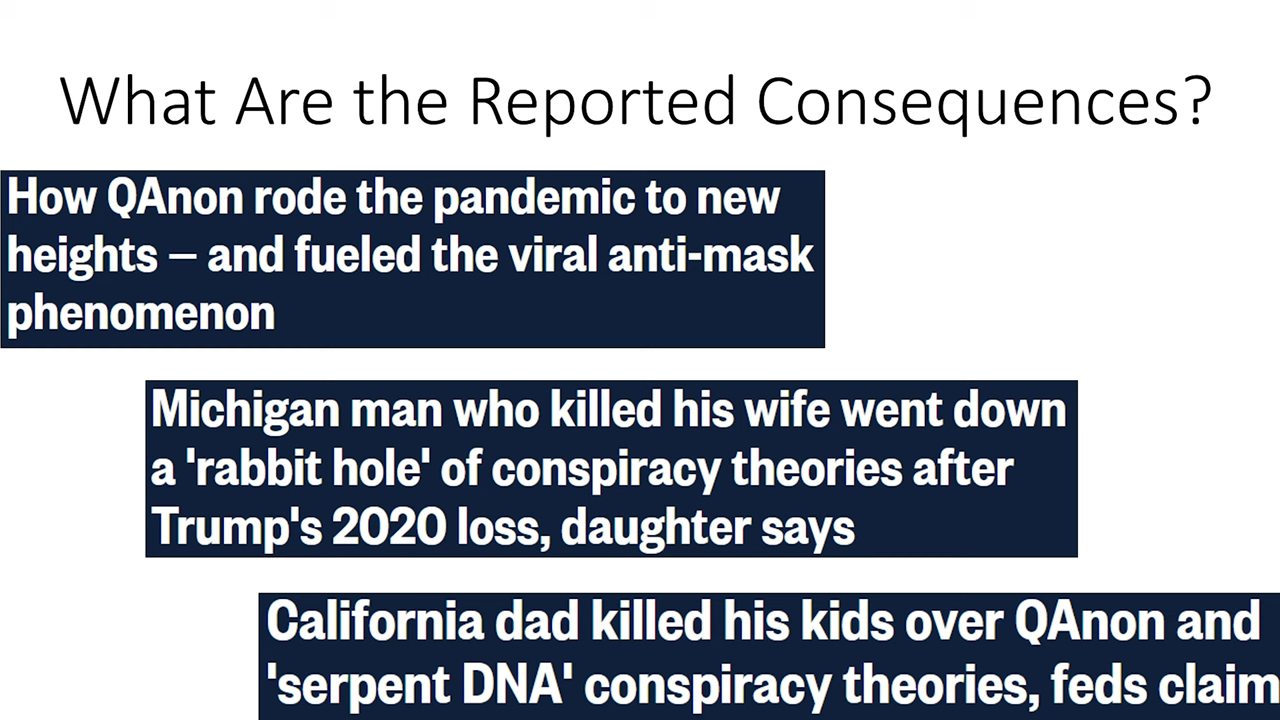 What Are the Reported Consequences?
How QAnon rode the pandemic to new
heights – and fueled the viral anti-mask
phenomenon
Michigan man who killed his wife went down
a 'rabbit hole' of conspiracy theories after
Trump's 2020 loss, daughter says
California dad killed his kids over QAnon and
'serpent DNA' conspiracy theories, feds claim